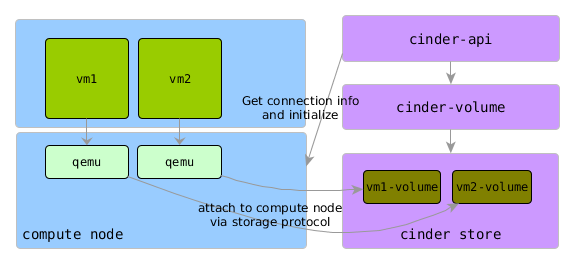 cinder-api
vm1
vm2
Get connection info
and initialize
cinder-volume
qemu
qemu
vm1-volume
vm2-volume
attach to compute node
via storage protocol
compute node
cinder store